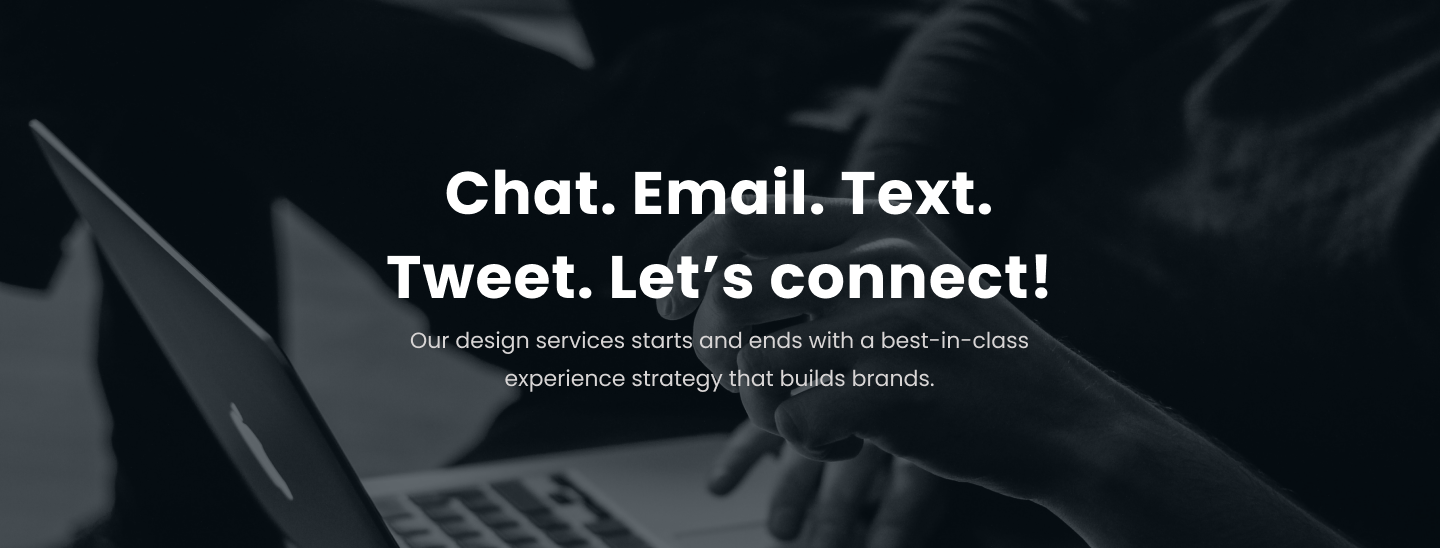 Chat. Email. Text.
Tweet. Let’s connect!
Our design services starts and ends with a best-in-class
experience strategy that builds brands.